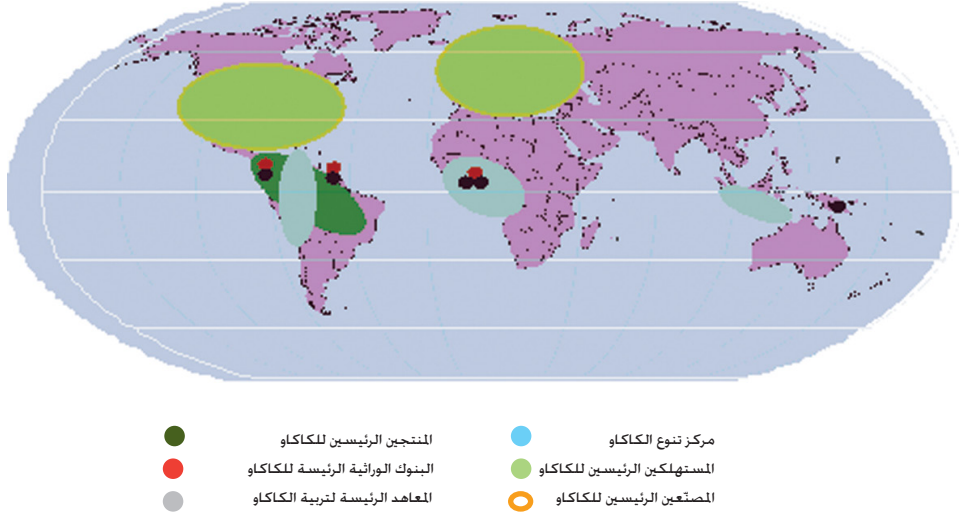 مركز تنوع الكاكاو
المستهلكين الرئيسين للكاكاو
المصنّعين الرئيسين للكاكاو
المنتجين الرئيسين للكاكاو
البنوك الوراثية الرئيسة للكاكاو
المعاهد الرئيسة لتربية الكاكاو